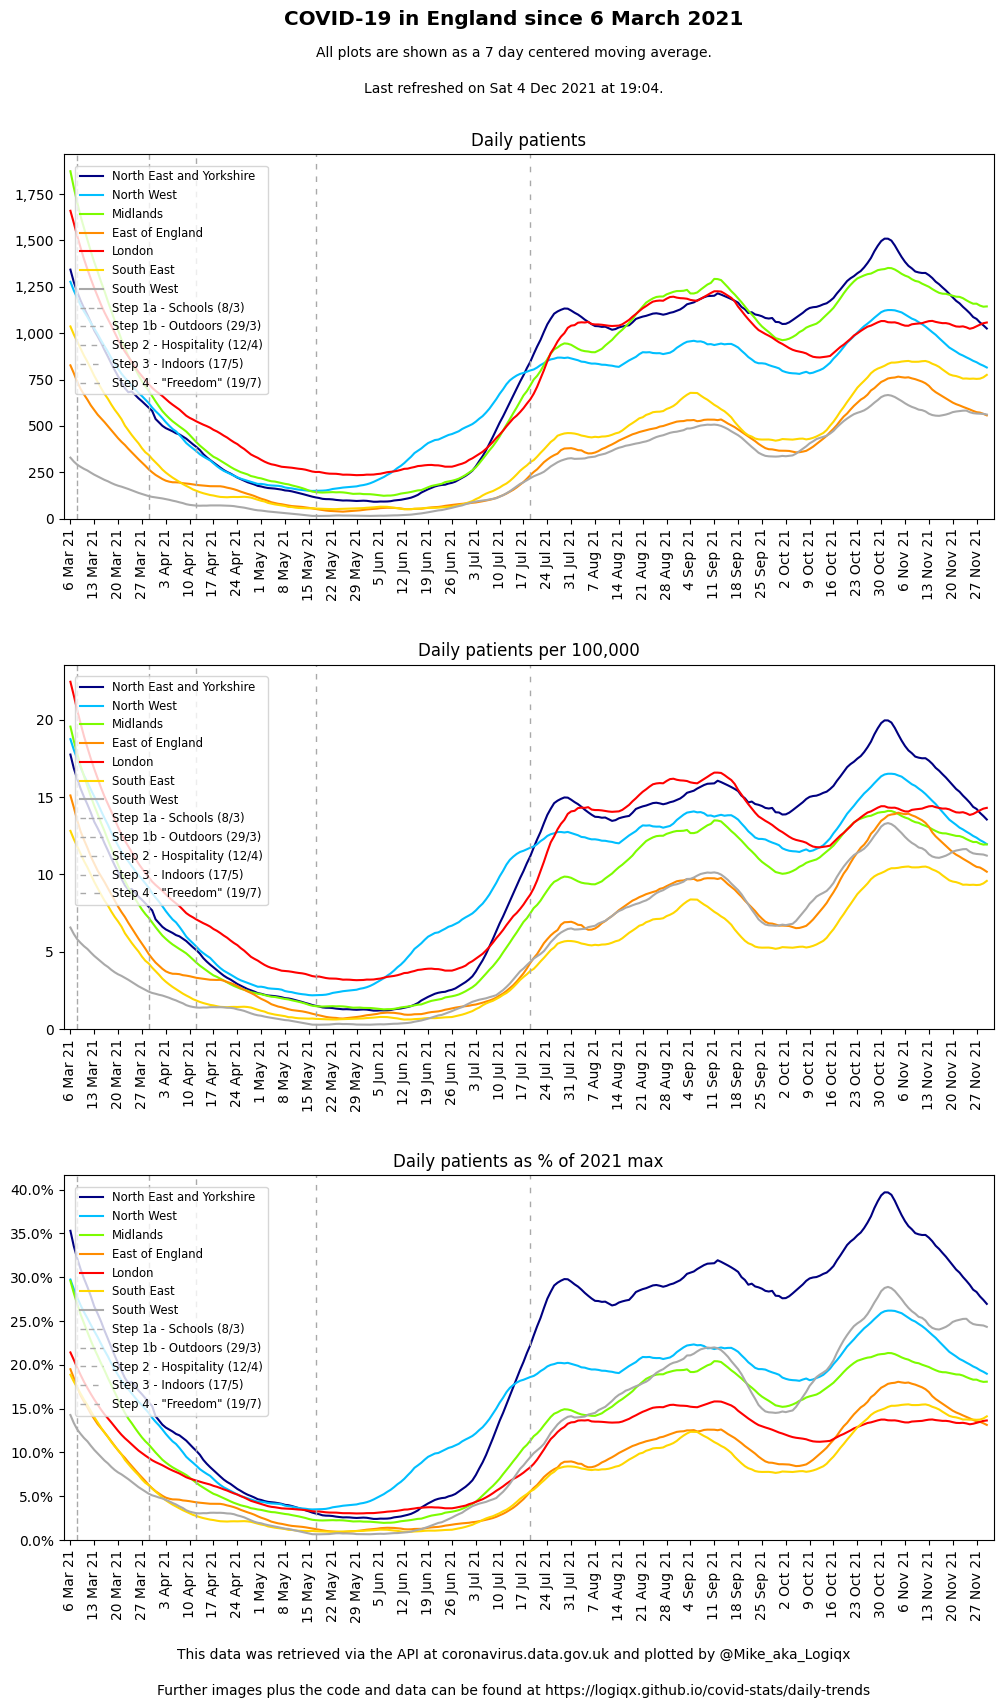 COVID-19 in England since 6 March 2021
All plots are shown as a 7 day centered moving average.
Last refreshed on Sat 4 Dec 2021 at 19:04.
Daily patients
1,750
1,500
1,250
1,000
750
500
250
0
North East and Yorkshire
North West
Midlands
East of England
London
South East
South West
Step 1a - Schools (8/3)
Step 1b - Outdoors (29/3)
Step 2 - Hospitality (12/4)
Step 3 - Indoors (17/5)
Step 4 - "Freedom" (19/7)
6 Mar 21
13 Mar 21
20 Mar 21
27 Mar 21
3 Apr 21
10 Apr 21
17 Apr 21
24 Apr 21
1 May 21
8 May 21
15 May 21
22 May 21
29 May 21
5 Jun 21
12 Jun 21
19 Jun 21
26 Jun 21
3 Jul 21
10 Jul 21
17 Jul 21
24 Jul 21
31 Jul 21
7 Aug 21
14 Aug 21
21 Aug 21
28 Aug 21
4 Sep 21
11 Sep 21
18 Sep 21
25 Sep 21
2 Oct 21
9 Oct 21
16 Oct 21
23 Oct 21
30 Oct 21
6 Nov 21
13 Nov 21
20 Nov 21
27 Nov 21
Daily patients per 100,000
20
15
10
5
0
North East and Yorkshire
North West
Midlands
East of England
London
South East
South West
Step 1a - Schools (8/3)
Step 1b - Outdoors (29/3)
Step 2 - Hospitality (12/4)
Step 3 - Indoors (17/5)
Step 4 - "Freedom" (19/7)
6 Mar 21
13 Mar 21
20 Mar 21
27 Mar 21
3 Apr 21
10 Apr 21
17 Apr 21
24 Apr 21
1 May 21
8 May 21
15 May 21
22 May 21
29 May 21
5 Jun 21
12 Jun 21
19 Jun 21
26 Jun 21
3 Jul 21
10 Jul 21
17 Jul 21
24 Jul 21
31 Jul 21
7 Aug 21
14 Aug 21
21 Aug 21
28 Aug 21
4 Sep 21
11 Sep 21
18 Sep 21
25 Sep 21
2 Oct 21
9 Oct 21
16 Oct 21
23 Oct 21
30 Oct 21
6 Nov 21
13 Nov 21
20 Nov 21
27 Nov 21
Daily patients as % of 2021 max
40.0%
35.0%
30.0%
25.0%
20.0%
15.0%
10.0%
5.0%
0.0%
North East and Yorkshire
North West
Midlands
East of England
London
South East
South West
Step 1a - Schools (8/3)
Step 1b - Outdoors (29/3)
Step 2 - Hospitality (12/4)
Step 3 - Indoors (17/5)
Step 4 - "Freedom" (19/7)
6 Mar 21
13 Mar 21
20 Mar 21
27 Mar 21
3 Apr 21
10 Apr 21
17 Apr 21
24 Apr 21
1 May 21
8 May 21
15 May 21
22 May 21
29 May 21
5 Jun 21
12 Jun 21
19 Jun 21
26 Jun 21
3 Jul 21
10 Jul 21
17 Jul 21
24 Jul 21
31 Jul 21
7 Aug 21
14 Aug 21
21 Aug 21
28 Aug 21
4 Sep 21
11 Sep 21
18 Sep 21
25 Sep 21
2 Oct 21
9 Oct 21
16 Oct 21
23 Oct 21
30 Oct 21
6 Nov 21
13 Nov 21
20 Nov 21
27 Nov 21
This data was retrieved via the API at coronavirus.data.gov.uk and plotted by @Mike_aka_Logiqx
Further images plus the code and data can be found at https://logiqx.github.io/covid-stats/daily-trends